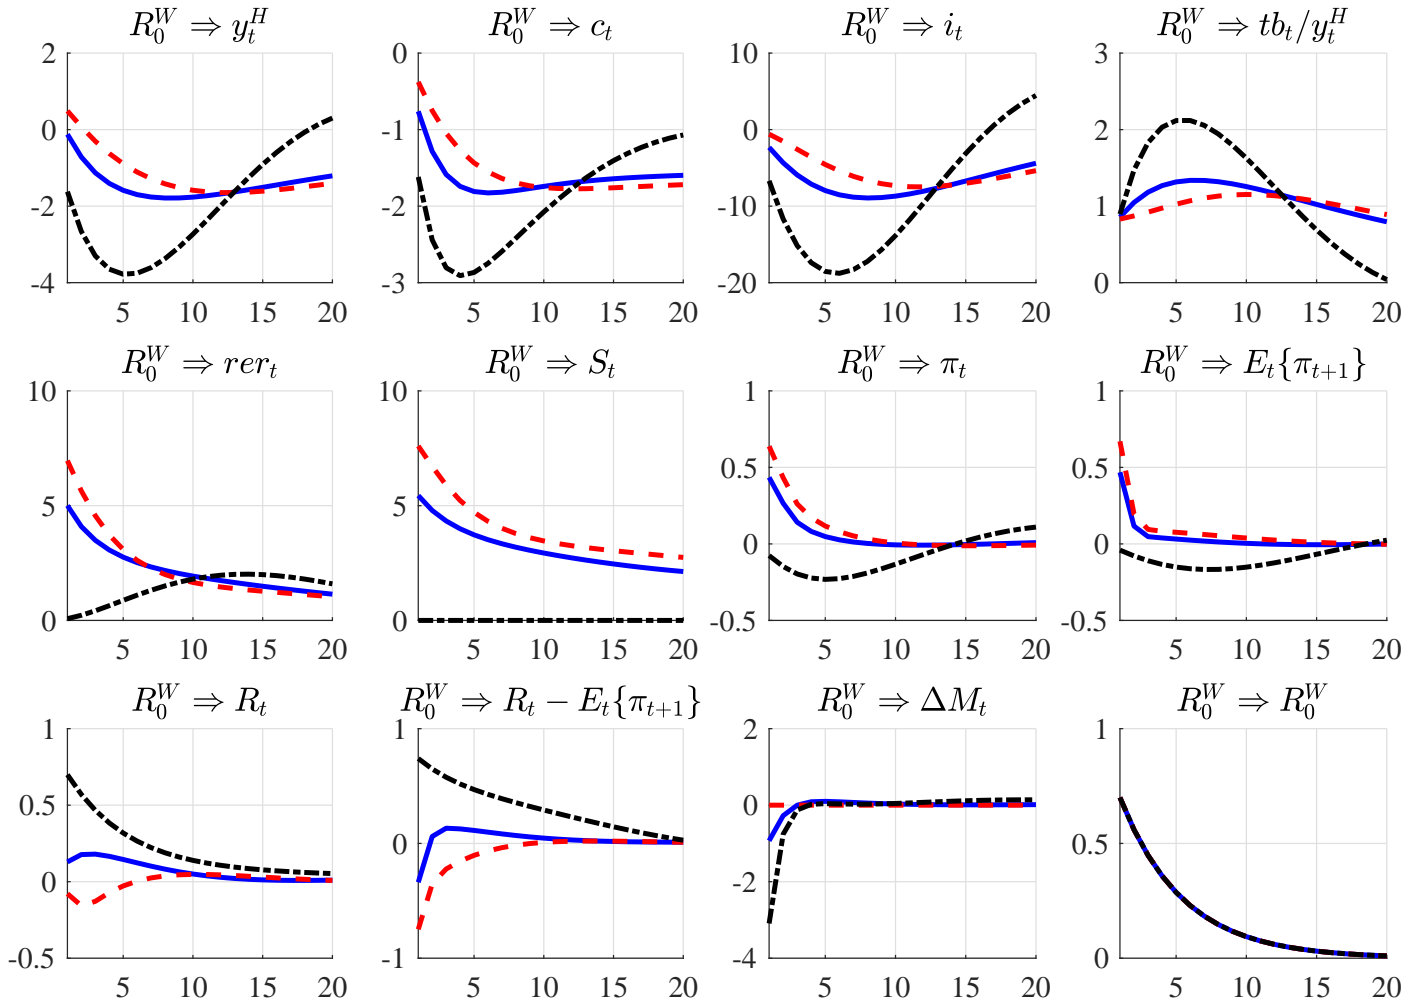 R_0^W ⇒ y_t^H
2
0
-2
-4
5 10 15 20
R_0^W ⇒ c_t
0
-1
-2
-3
5 10 15 20
R_0^W ⇒ i_t
10
0
-10
-20
5 10 15 20
R_0^W ⇒ tb_t/y_t^H
3
2
1
0
5 10 15 20
R_0^W ⇒ rer_t
10
5
0
5 10 15 20
R_0^W ⇒ S_t
10
5
0
5 10 15 20
R_0^W ⇒ π_t
1
0.5
0
-0.5
5 10 15 20
R_0^W ⇒ E_t{π_{t+1}}
1
0.5
0
-0.5
5 10 15 20
R_0^W ⇒ R_t
1
0.5
0
-0.5
5 10 15 20
R_0^W ⇒ R_t − E_t{π_{t+1}}
1
0
-1
5 10 15 20
R_0^W ⇒ ΔM_t
2
0
-2
-4
5 10 15 20
R_0^W ⇒ R_0^W
1
0.5
0
5 10 15 20